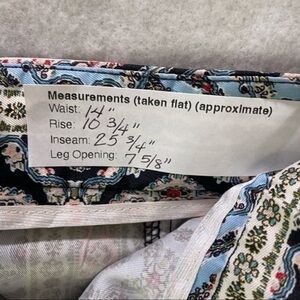 Measurements (taken flat) (approximate)
Waist: 14"
Rise: 10 3/4"
Inseam: 25 3/4"
Leg Opening: 7 5/8"